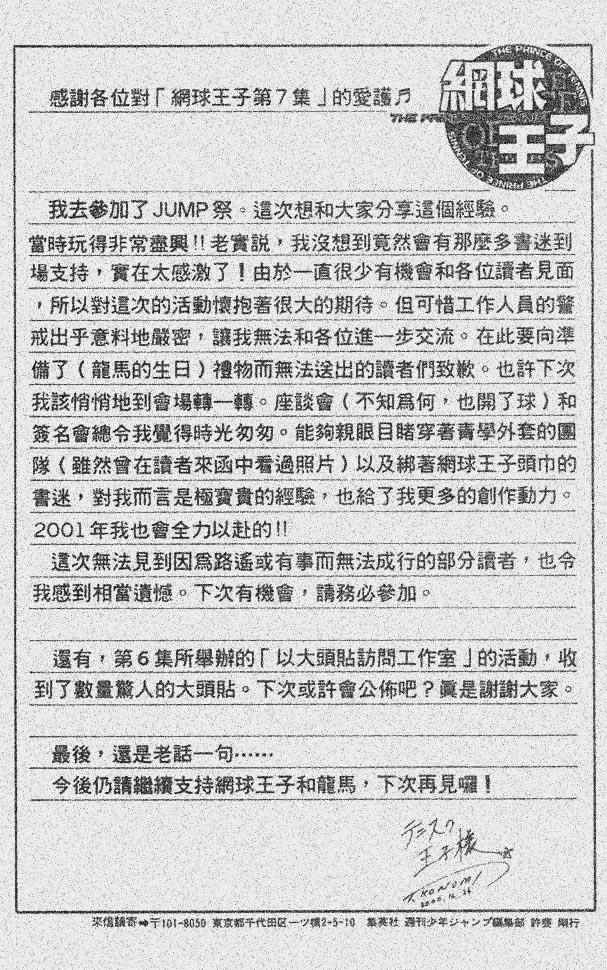 感謝各位對「網球王子第7集」的愛護♬
THE PRINCE OF TENNIS
網球
王子
我去參加了JUMP祭。這次想和大家分享這個經驗。
當時玩得非常盡興!!老實說，我沒想到竟然會有那麼多書迷到
場支持，實在太感激了！由於一直很少有機會和各位讀者見面
，所以對這次的活動懷抱著很大的期待。但可惜工作人員的警
戒出乎意料地嚴密，讓我無法和各位進一步交流。在此要向準
備了（龍馬的生日）禮物而無法送出的讀者們致歉。也許下次
我該悄悄地到會場轉一轉。座談會（不知爲何，也開了球）和
簽名會總令我覺得時光匆匆。能夠親眼目睹穿著青學外套的團
隊（雖然曾在讀者來函中看過照片）以及綁著網球王子頭巾的
書迷，對我而言是極寶貴的經驗，也給了我更多的創作動力。
2001年我也會全力以赴的!!
這次無法見到因爲路遙或有事而無法成行的部分讀者，也令
我感到相當遺憾。下次有機會，請務必參加。
還有，第6集所舉辦的「以大頭貼訪問工作室」的活動，收
到了數量驚人的大頭貼。下次或許會公佈吧？眞是謝謝大家。
最後，還是老話一句……
今後仍請繼續支持網球王子和龍馬，下次再見囉！
テニスの
王子様
T.KONOMI
2000.12.26
來信請寄➡〒101-8050 東京都千代田区一ツ橋2-5-10 集英社 週刊少年ジャンプ編集部 許斐 剛行